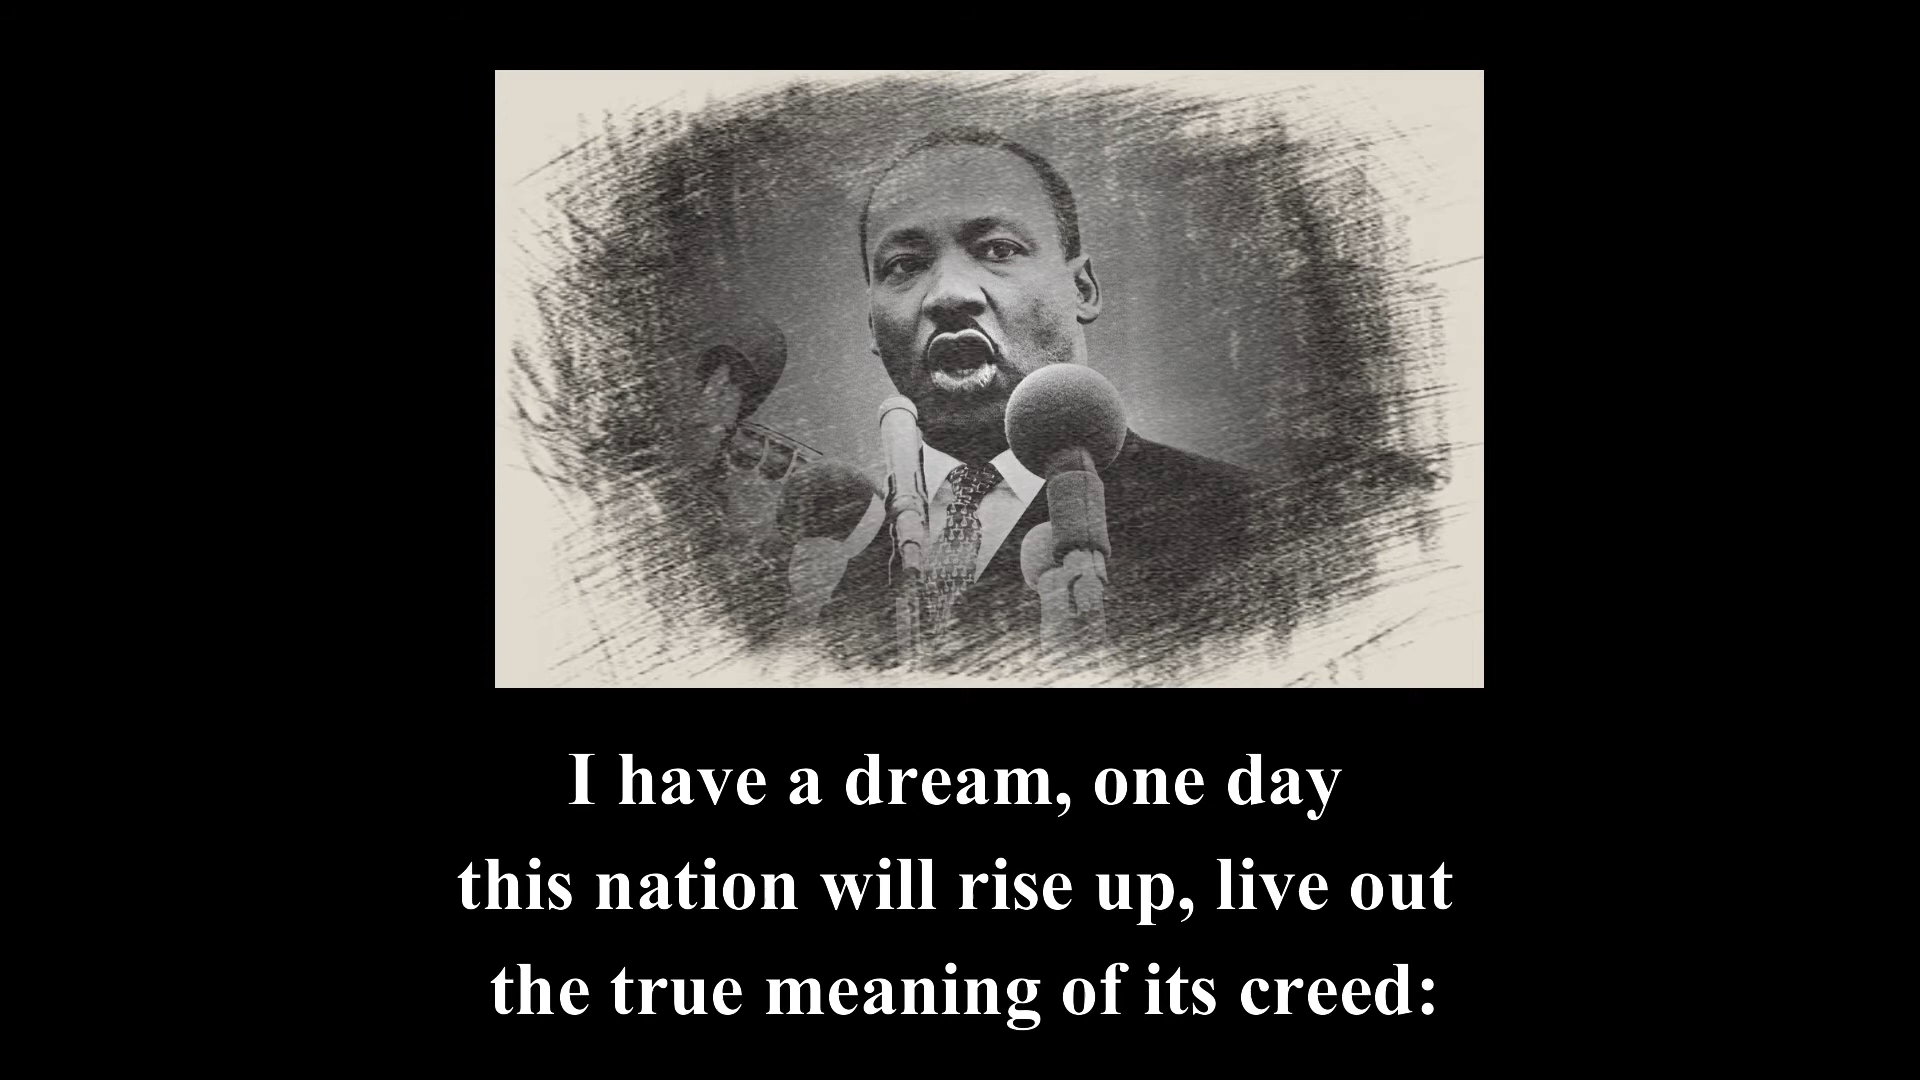 I have a dream, one day
this nation will rise up, live out
the true meaning of its creed: